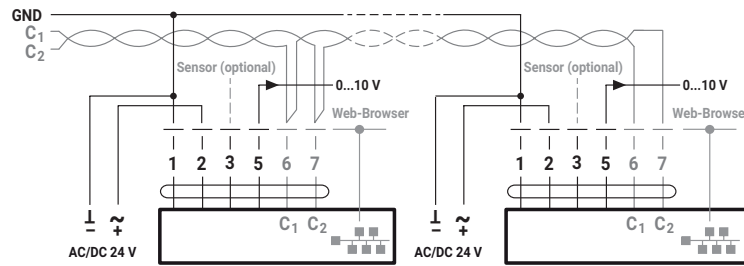 GND
C1
C2
Sensor (optional) Sensor (optional)
0...10 V 0...10 V
Web-Browser Web-Browse
1 2 3 5 6 7 1 2 3 5 6 7
⊥ ~ ⊥ ~
− + − +
C1 C2 C1 C2
AC/DC 24 V AC/DC 24 V